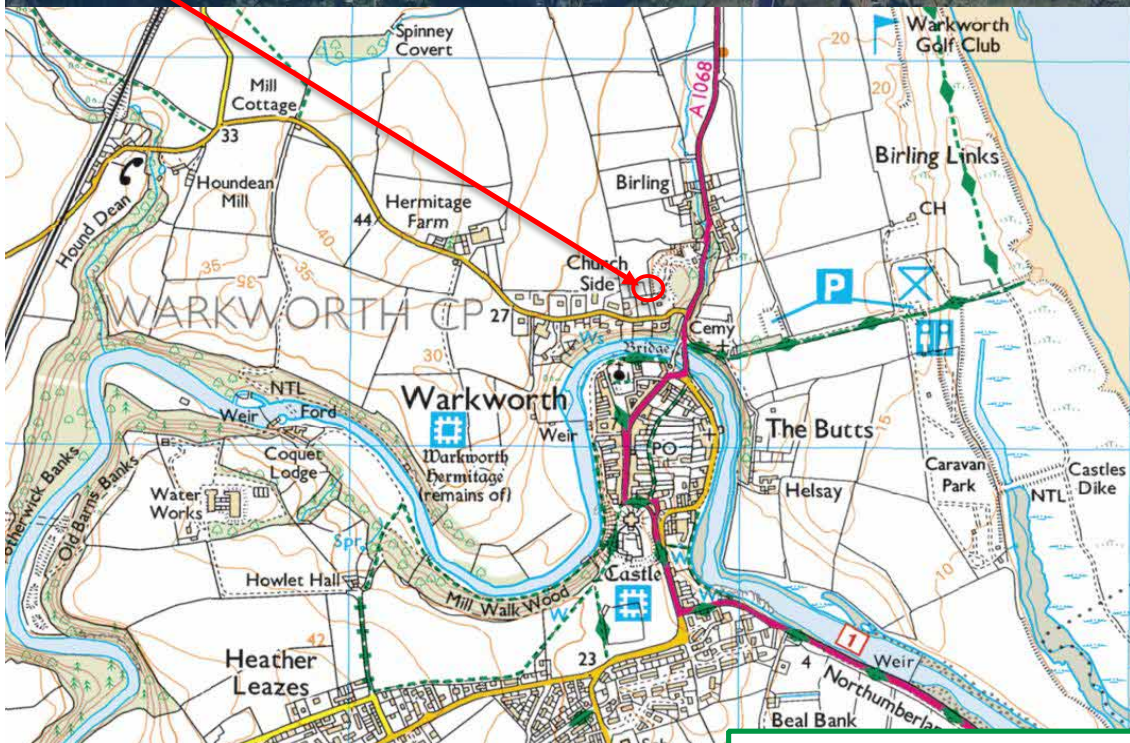 Spinney
Covert
Warkworth
Golf Club
20
20
Mill
Cottage
A 1068
33
Birling Links
Houndean
Mill
Birling
CH
Hermitage
Farm
44
40
Hound Dean
35
35
35
Church
Side
P
WARKWORTH CP
27
Cemy
30
Ws
Bridge
NTL
Weir
Ford
Warkworth
Weir
The Butts
15
Coquet
Lodge
Warkworth
Hermitage
(remains of)
PO
Caravan
Park
NTL
Castles
Dike
Water
Works
Helsay
Old Barns Banks
Spr
Howlet Hall
Castle
W
W
W
10
Mill Walk Wood
42
Heather
Leazes
23
1
4
Weir
Beal Bank